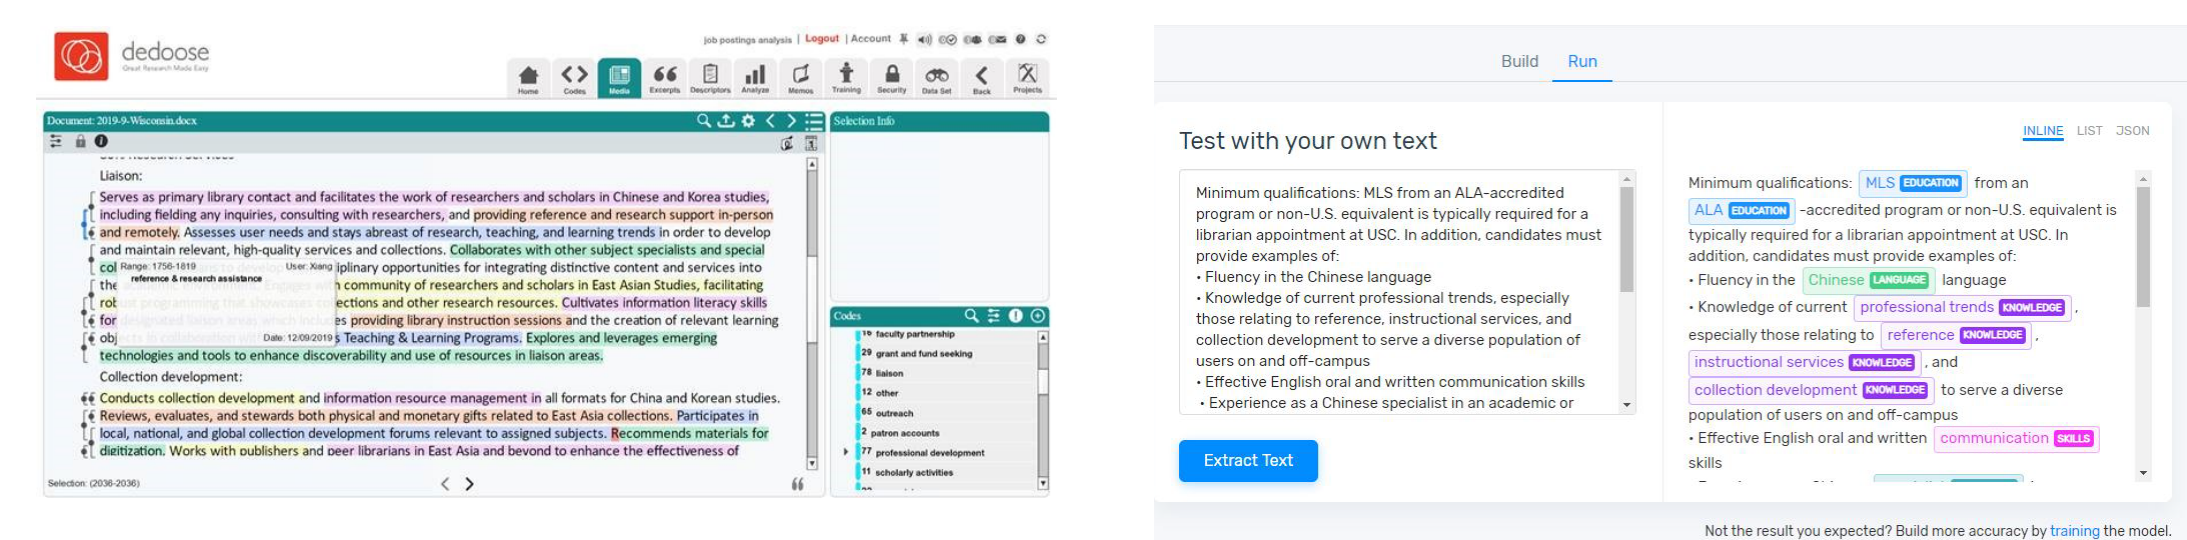 dedoose
Great Research Made Easy
job postings analysis | Logout | Account
Home
Codes
Media
Excerpts
Descriptors
Analyze
Memos
Training
Security
Data Set
Back
Projects
Document: 2019-9-Wisconsin.docx
Liaison:
Serves as primary library contact and facilitates the work of researchers and scholars in Chinese and Korea studies,
including fielding any inquiries, consulting with researchers, and providing reference and research support in-person
and remotely. Assesses user needs and stays abreast of research, teaching, and learning trends in order to develop
and maintain relevant, high-quality services and collections. Collaborates with other subject specialists and special
col iplinary opportunities for integrating distinctive content and services into
the community of researchers and scholars in East Asian Studies, facilitating
rob ections and other research resources. Cultivates information literacy skills
for es providing library instruction sessions and the creation of relevant learning
obj s Teaching & Learning Programs. Explores and leverages emerging
technologies and tools to enhance discoverability and use of resources in liaison areas.
Range: 1756-1819 User: Xiang
reference & research assistance
Date: 12/09/2019
Collection development:
Conducts collection development and information resource management in all formats for China and Korean studies.
Reviews, evaluates, and stewards both physical and monetary gifts related to East Asia collections. Participates in
local, national, and global collection development forums relevant to assigned subjects. Recommends materials for
digitization. Works with publishers and peer librarians in East Asia and beyond to enhance the effectiveness of
Selection: (2036-2036)
Selection Info
Codes
16 faculty partnership
29 grant and fund seeking
78 liaison
12 other
65 outreach
2 patron accounts
77 professional development
11 scholarly activities
Build Run
Test with your own text
Minimum qualifications: MLS from an ALA-accredited
program or non-U.S. equivalent is typically required for a
librarian appointment at USC. In addition, candidates must
provide examples of:
• Fluency in the Chinese language
• Knowledge of current professional trends, especially
those relating to reference, instructional services, and
collection development to serve a diverse population of
users on and off-campus
• Effective English oral and written communication skills
• Experience as a Chinese specialist in an academic or
Extract Text
INLINE LIST JSON
Minimum qualifications: MLS EDUCATION from an
ALA EDUCATION -accredited program or non-U.S. equivalent is
typically required for a librarian appointment at USC. In
addition, candidates must provide examples of:
• Fluency in the Chinese LANGUAGE language
• Knowledge of current professional trends KNOWLEDGE ,
especially those relating to reference KNOWLEDGE ,
instructional services KNOWLEDGE , and
collection development KNOWLEDGE to serve a diverse
population of users on and off-campus
• Effective English oral and written communication SKILLS
skills
Not the result you expected? Build more accuracy by training the model.